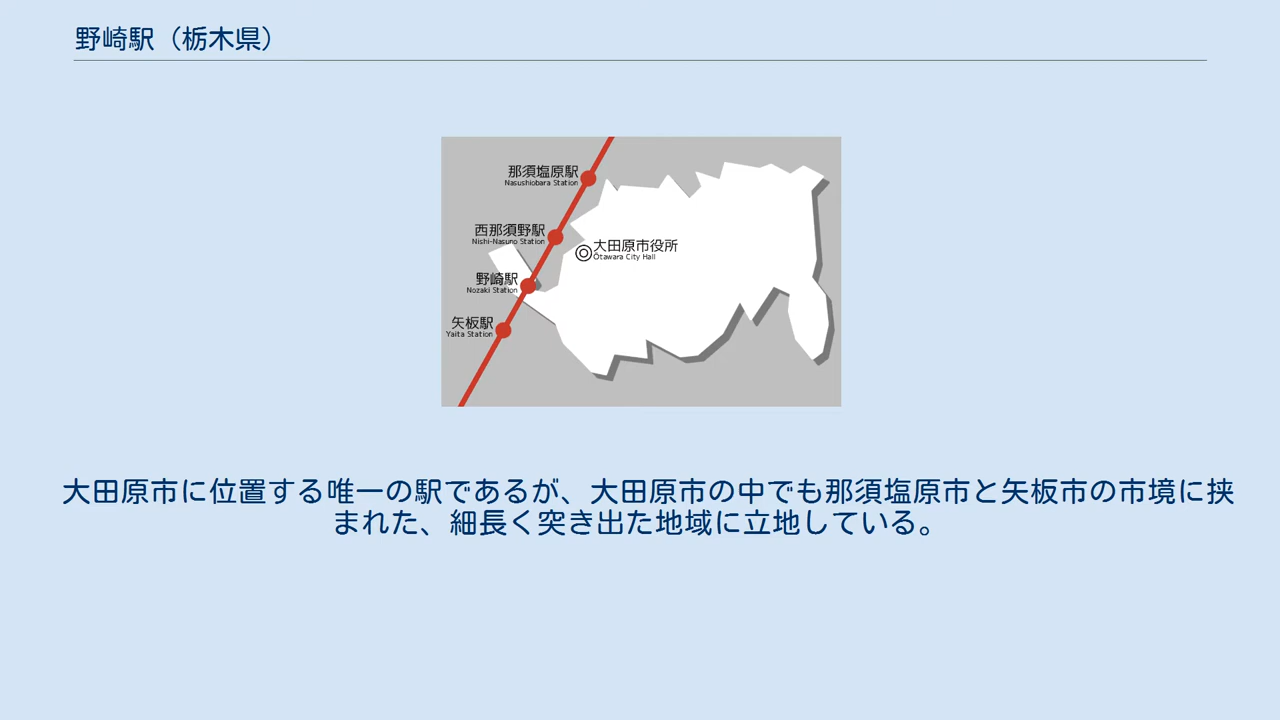 野崎駅（栃木県）
那須塩原駅
Nasushiobara Station
西那須野駅
Nishi-Nasuno Station
大田原市役所
Ōtawara City Hall
野崎駅
Nozaki Station
矢板駅
Yaita Station
大田原市に位置する唯一の駅であるが、大田原市の中でも那須塩原市と矢板市の市境に挟
まれた、細長く突き出た地域に立地している。